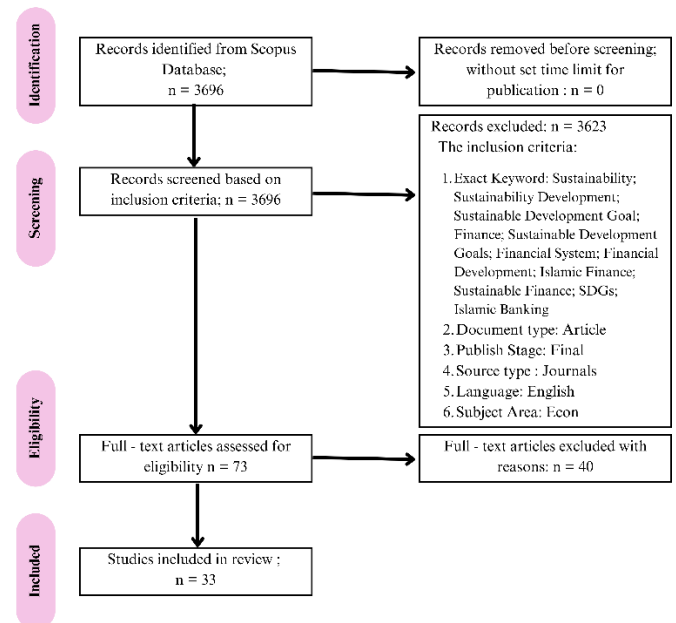 Identification
Records identified from Scopus
Database;
n = 3696
Records removed before screening;
without set time limit for
publication : n = 0
Screening
Records screened based on
inclusion criteria; n = 3696
Records excluded: n = 3623
The inclusion criteria:
1. Exact Keyword: Sustainability;
Sustainability Development;
Sustainable Development Goal;
Finance; Sustainable Development
Goals; Financial System; Financial
Development; Islamic Finance;
Sustainable Finance; SDGs;
Islamic Banking
2. Document type: Article
3. Publish Stage: Final
4. Source type : Journals
5. Language: English
6. Subject Area: Econ
Eligibility
Full - text articles assessed for
eligibility n = 73
Full - text articles excluded with
reasons: n = 40
Included
Studies included in review ;
n = 33